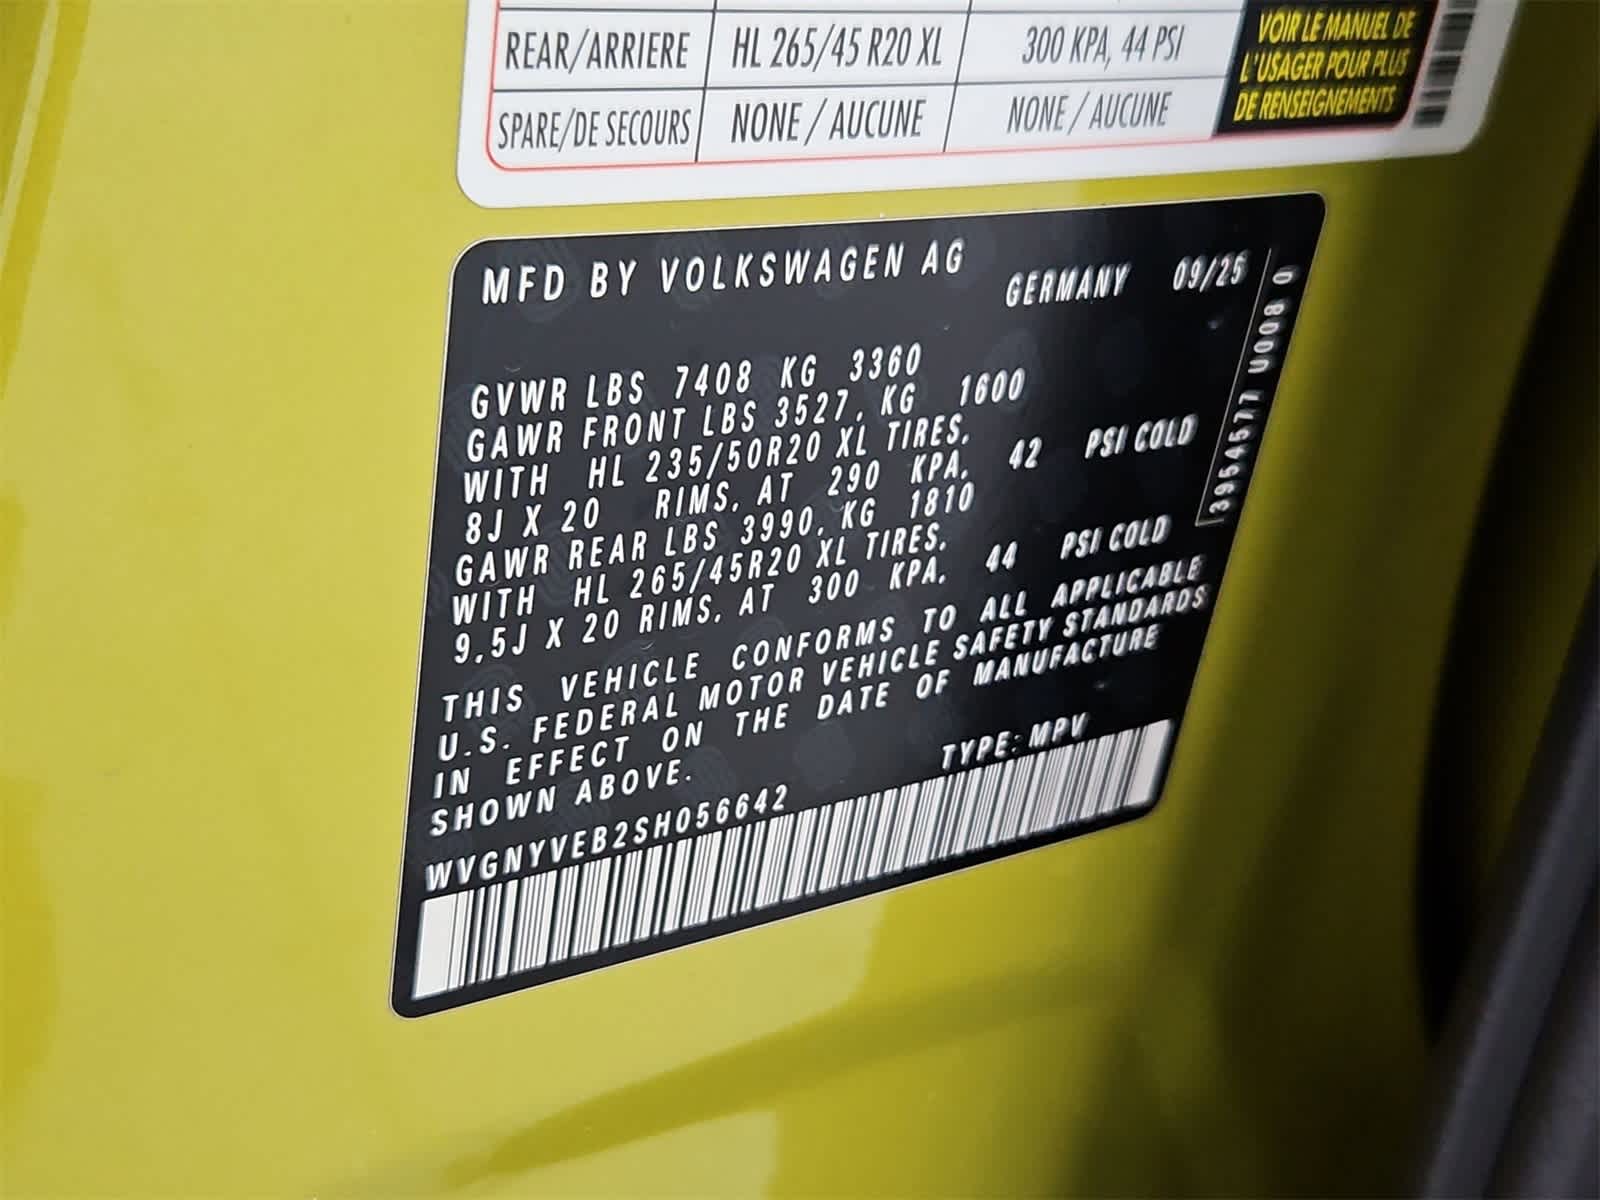 REAR/ARRIERE HL 265/45 R20 XL 300 KPA, 44 PSI
SPARE/DE SECOURS NONE / AUCUNE NONE / AUCUNE
VOIR LE MANUEL DE
L'USAGER POUR PLUS
DE RENSEIGNEMENTS
MFD BY VOLKSWAGEN AG GERMANY 09/25
GVWR LBS 7408 KG 3360
GAWR FRONT LBS 3527, KG 1600
WITH HL 235/50R20 XL TIRES,
8J X 20 RIMS, AT 290 KPA, 42 PSI COLD
GAWR REAR LBS 3990, KG 1810
WITH HL 265/45R20 XL TIRES,
9,5J X 20 RIMS, AT 300 KPA, 44 PSI COLD
THIS VEHICLE CONFORMS TO ALL APPLICABLE
U.S. FEDERAL MOTOR VEHICLE SAFETY STANDARDS
IN EFFECT ON THE DATE OF MANUFACTURE
SHOWN ABOVE.
WVGNYVEB2SH056642 TYPE: MPV
3954577 U008 0